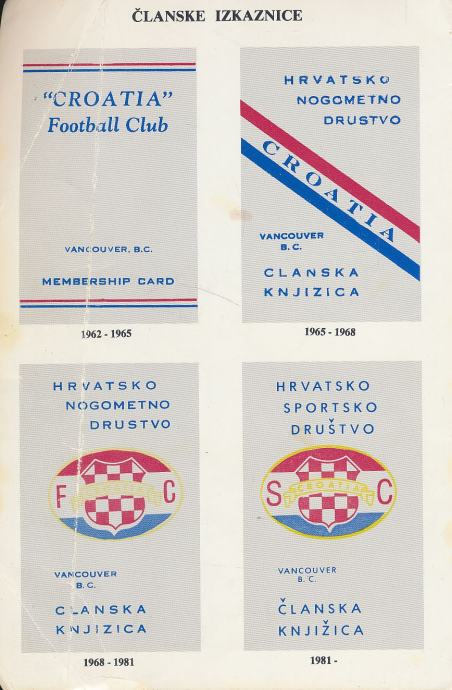 ČLANSKE IZKAZNICE
"CROATIA"
Football Club
VANCOUVER, B.C.
MEMBERSHIP CARD
1962 - 1965
HRVATSKO
NOGOMETNO
DRUSTVO
CROATIA
VANCOUVER
B. C.
CLANSKA
KNJIZICA
1965 - 1968
HRVATSKO
NOGOMETNO
DRUSTVO
F C
VANCOUVER
B. C.
CLANSKA
KNJIZICA
1968 - 1981
HRVATSKO
SPORTSKO
DRUŠTVO
S CROATIA C
VANCOUVER
B. C.
ČLANSKA
KNJIŽICA
1981 -